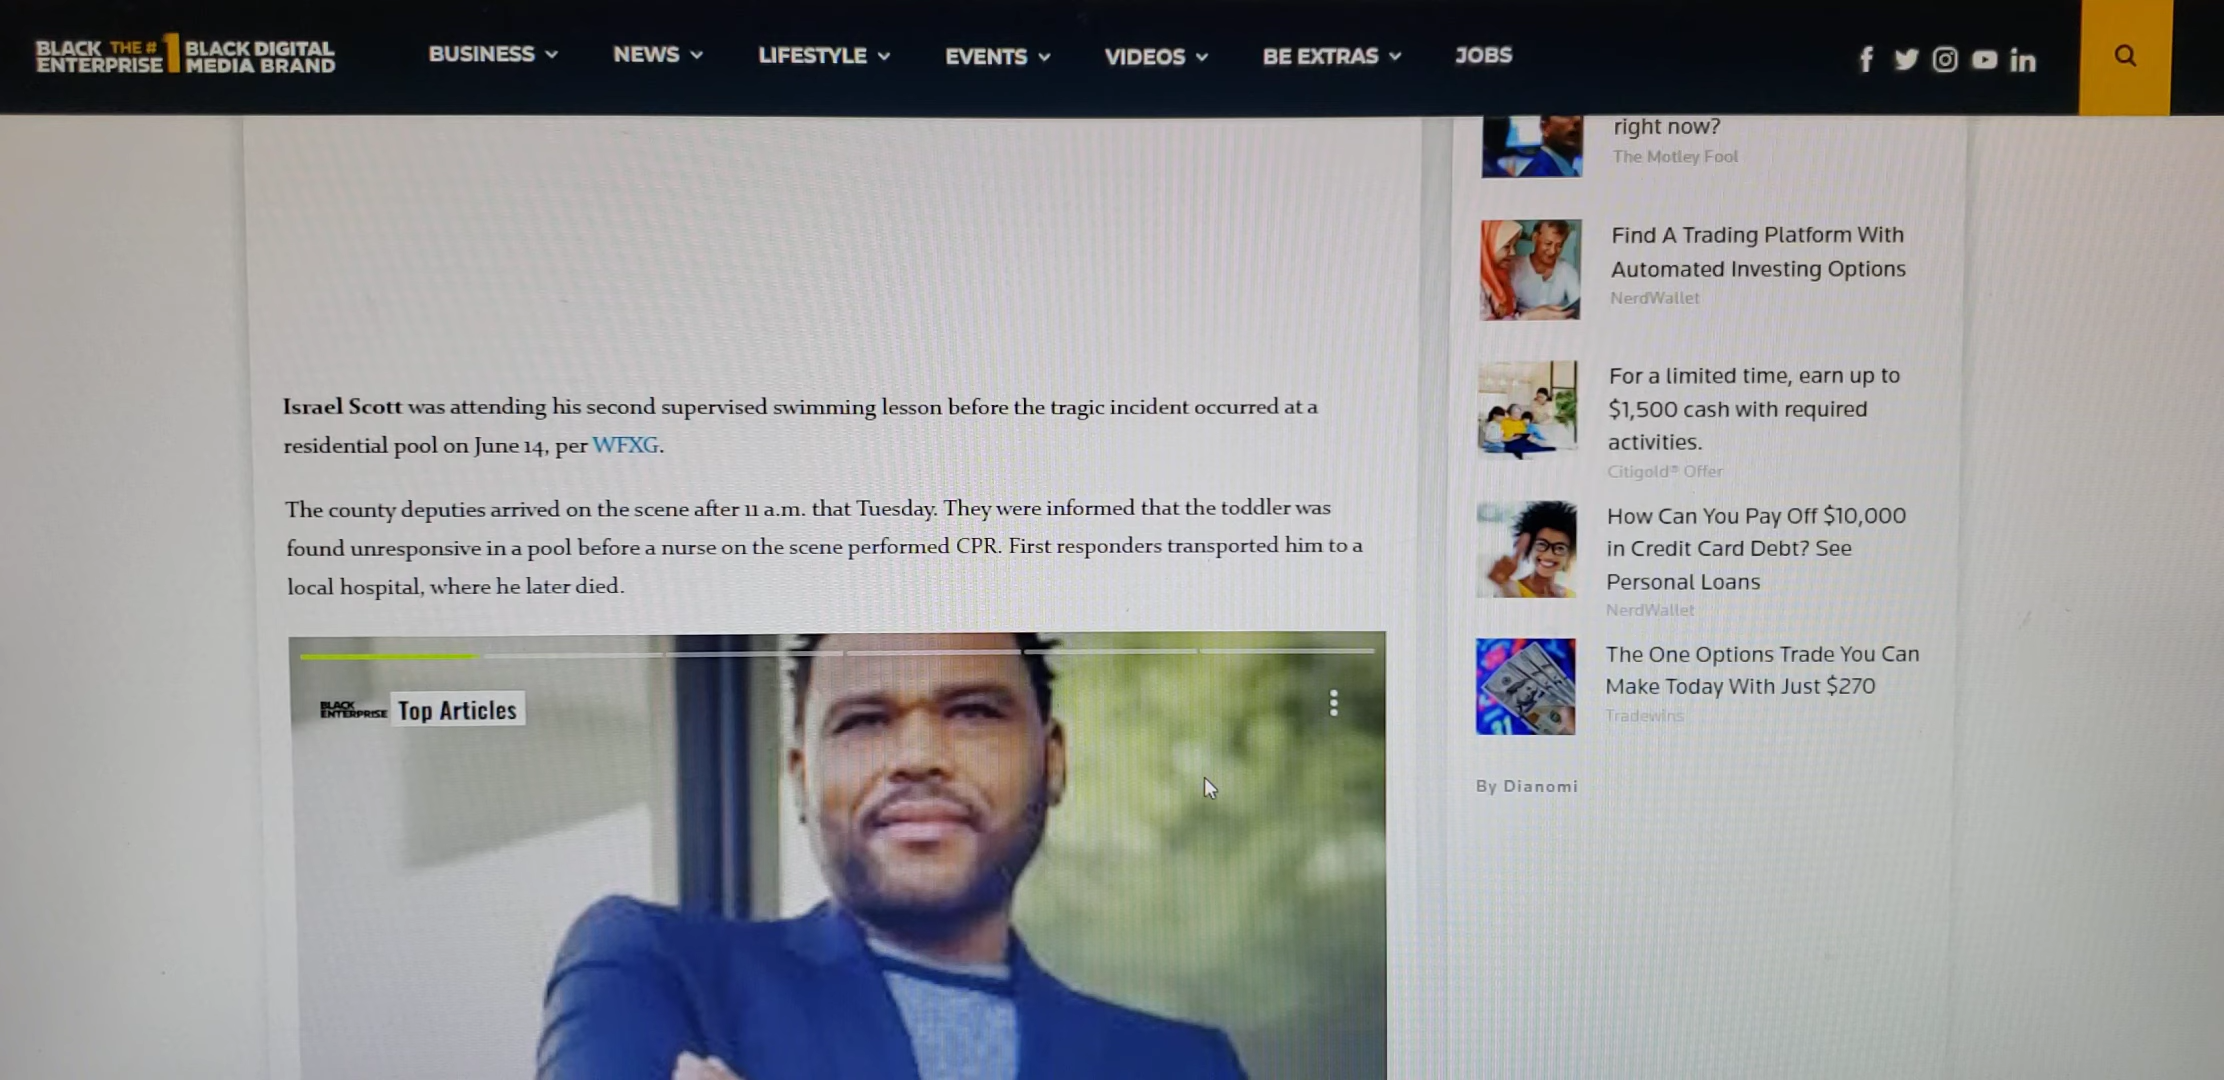 BLACK ENTERPRISE THE #1 BLACK DIGITAL MEDIA BRAND
BUSINESS NEWS LIFESTYLE EVENTS VIDEOS BE EXTRAS JOBS
Israel Scott was attending his second supervised swimming lesson before the tragic incident occurred at a
residential pool on June 14, per WFXG.
The county deputies arrived on the scene after 11 a.m. that Tuesday. They were informed that the toddler was
found unresponsive in a pool before a nurse on the scene performed CPR. First responders transported him to a
local hospital, where he later died.
BLACK
ENTERPRISE
Top Articles
right now?
The Motley Fool
Find A Trading Platform With
Automated Investing Options
NerdWallet
For a limited time, earn up to
$1,500 cash with required
activities.
Citigold® Offer
How Can You Pay Off $10,000
in Credit Card Debt? See
Personal Loans
NerdWallet
The One Options Trade You Can
Make Today With Just $270
Tradewins
By Dianomi